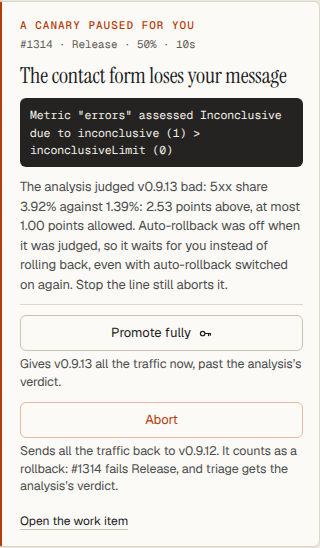 A CANARY PAUSED FOR YOU
#1314 · Release · 50% · 10s
The contact form loses your message
Metric "errors" assessed Inconclusive
due to inconclusive (1) >
inconclusiveLimit (0)
The analysis judged v0.9.13 bad: 5xx share
3.92% against 1.39%: 2.53 points above, at most
1.00 points allowed. Auto-rollback was off when
it was judged, so it waits for you instead of
rolling back, even with auto-rollback switched
on again. Stop the line still aborts it.
Promote fully
Gives v0.9.13 all the traffic now, past the analysis's
verdict.
Abort
Sends all the traffic back to v0.9.12. It counts as a
rollback: #1314 fails Release, and triage gets the
analysis's verdict.
Open the work item